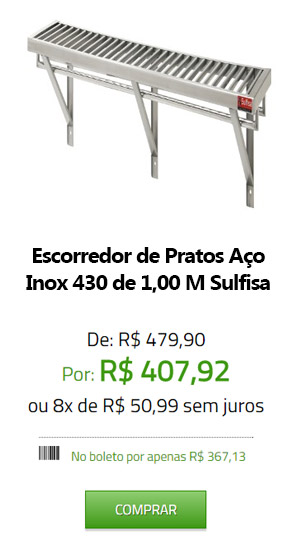 Sulfisa
Escorredor de Pratos Aço
Inox 430 de 1,00 M Sulfisa
De: R$ 479,90
Por: R$ 407,92
ou 8x de R$ 50,99 sem juros
No boleto por apenas R$ 367,13
COMPRAR